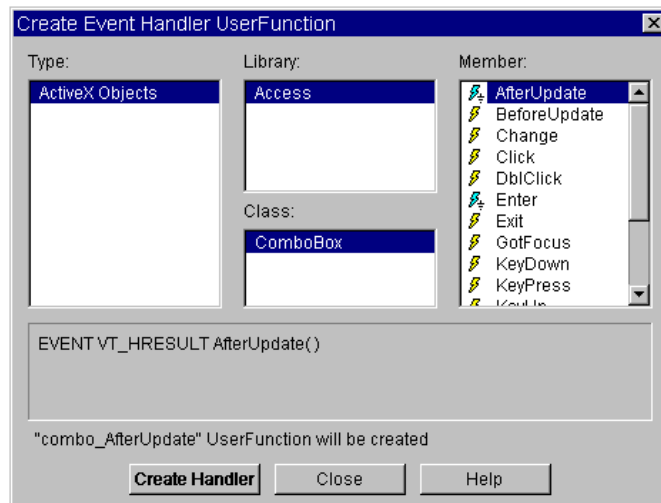 Create Event Handler UserFunction
Type:
Library:
Member:
ActiveX Objects
Access
Class:
ComboBox
AfterUpdate
BeforeUpdate
Change
Click
DblClick
Enter
Exit
GotFocus
KeyDown
KeyPress
KeyUp
EVENT VT_HRESULT AfterUpdate()
"combo_AfterUpdate" UserFunction will be created
Create Handler
Close
Help